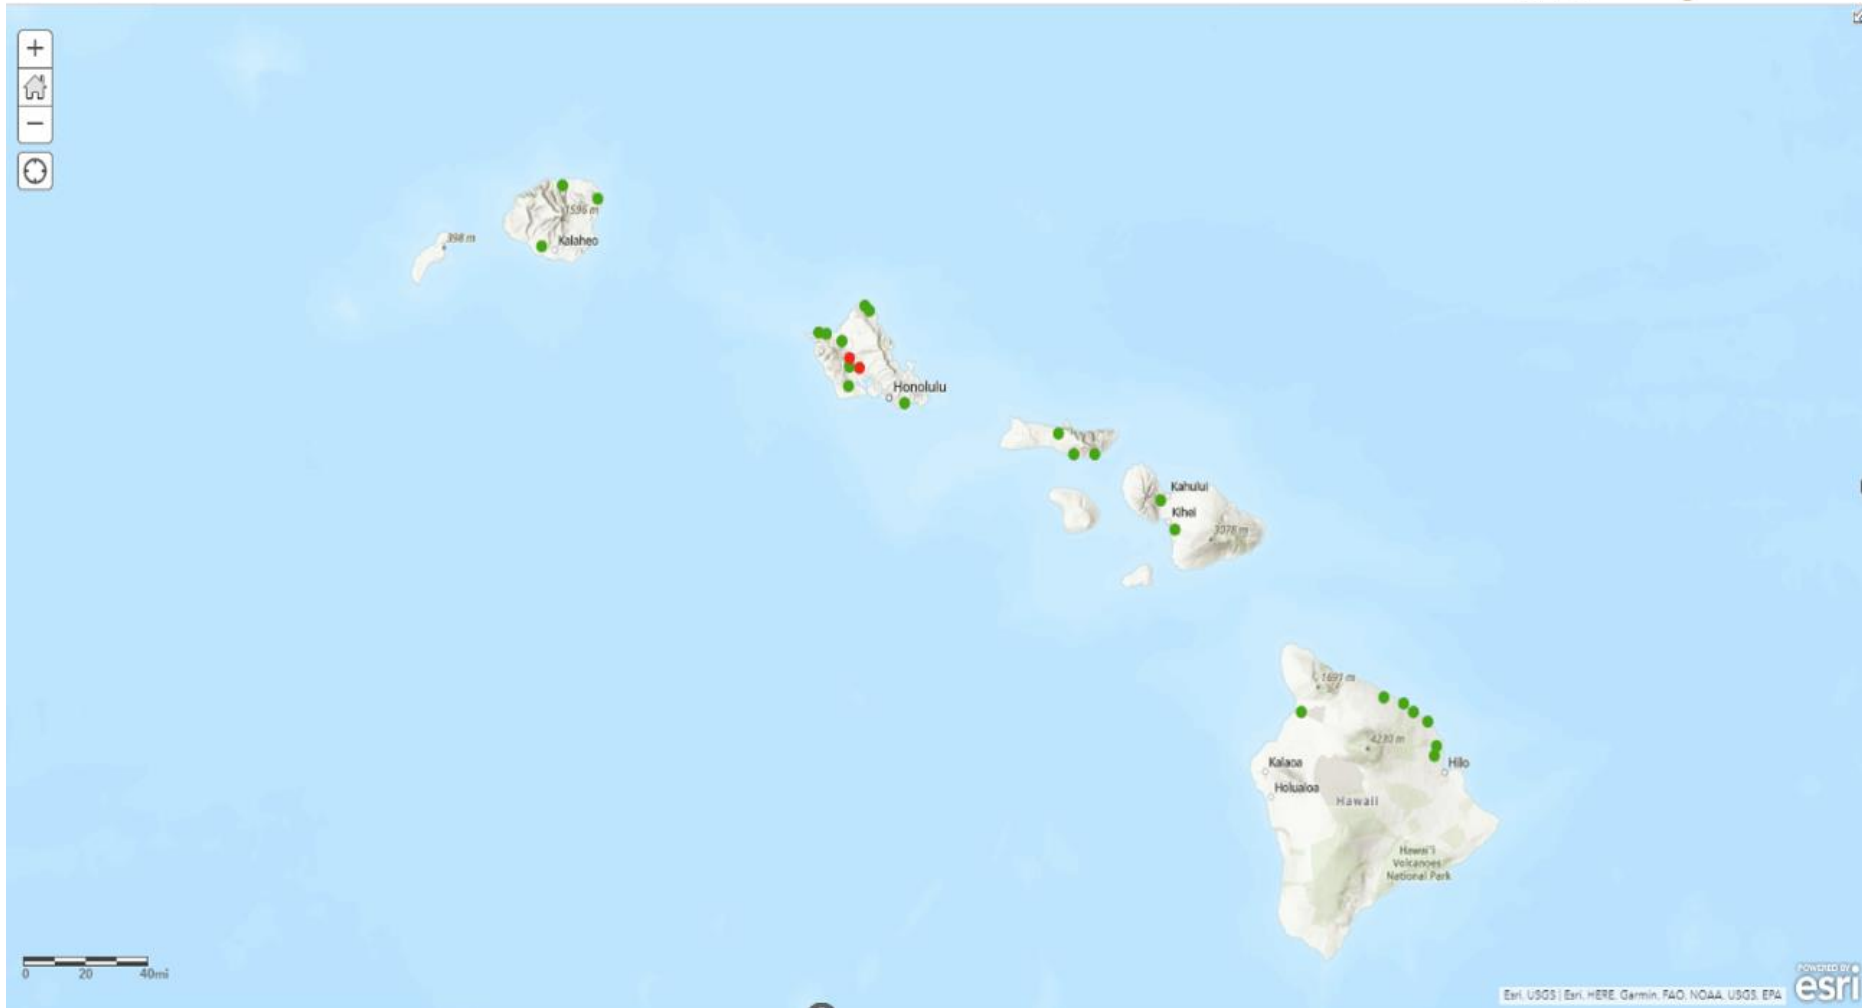 +
−
1596 m
Kalaheo
398 m
Honolulu
Kahului
Kihei
3078 m
1691 m
4230 m
Kalaoa
Hilo
Holualoa
Hawaii
Hawai'i
Volcanoes
National Park
0 20 40mi
POWERED BY
esri
Esri, USGS | Esri, HERE, Garmin, FAO, NOAA, USGS, EPA